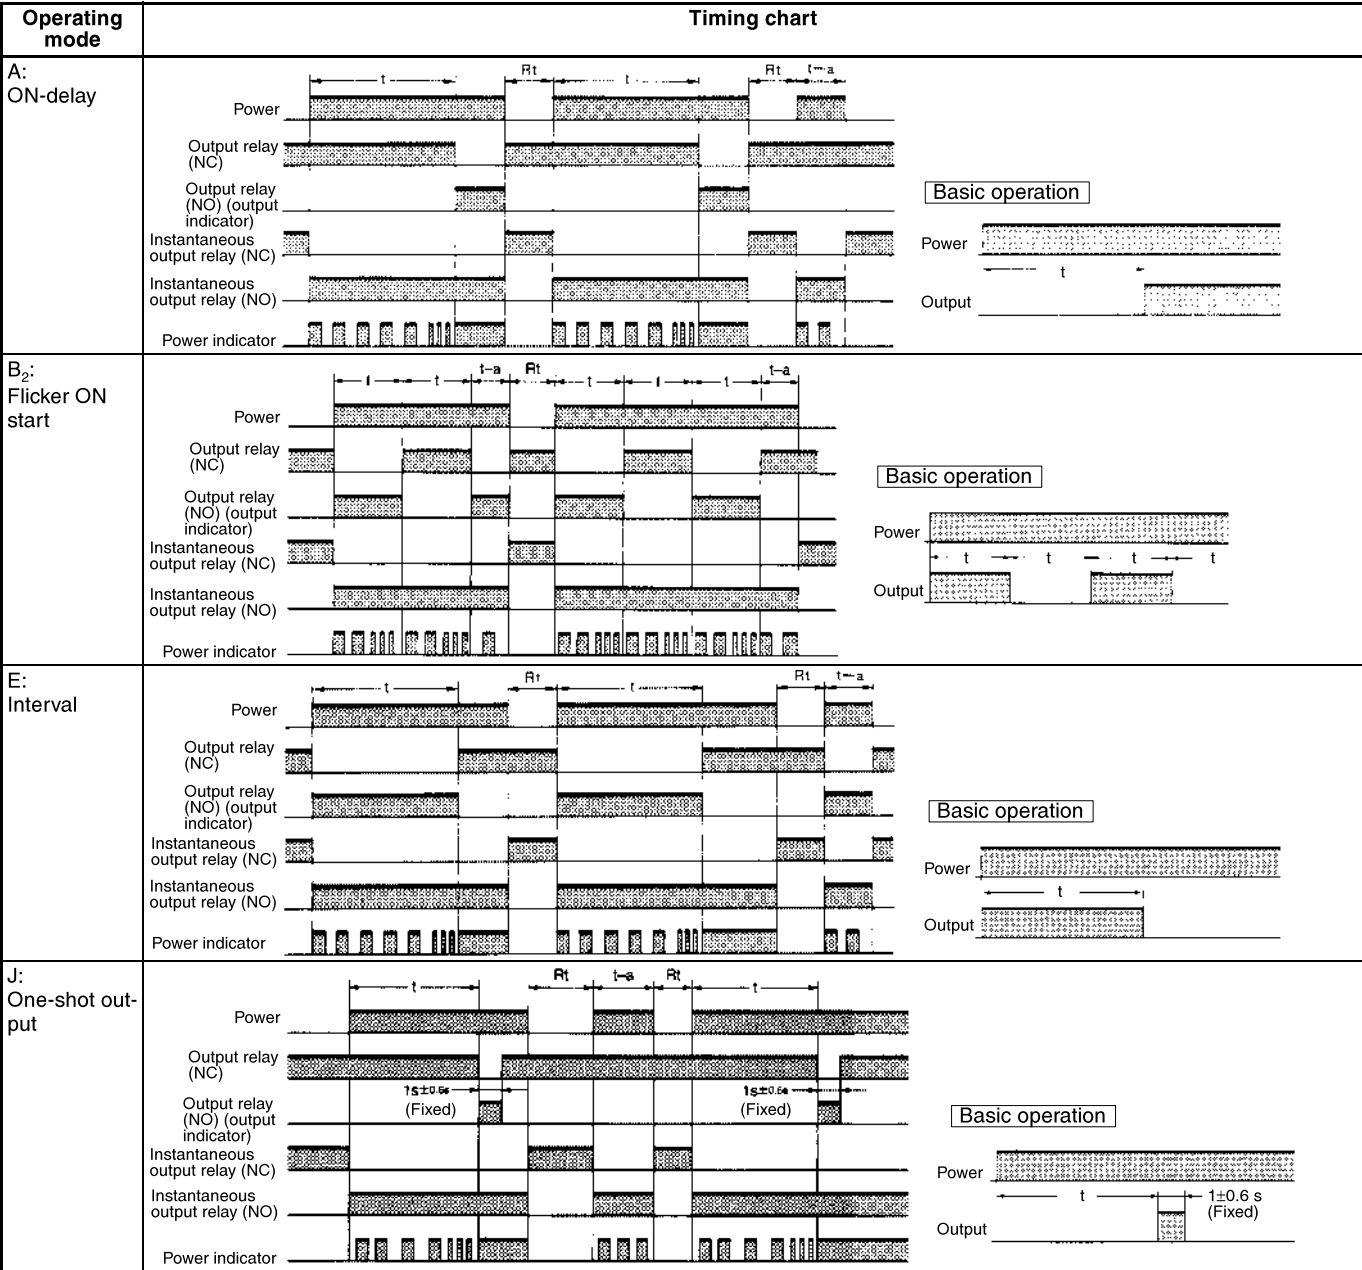 Operating
mode
Timing chart
A:
ON-delay
t
Rt
t
Rt
t–a
Power
Output relay
(NC)
Output relay
(NO) (output
indicator)
Instantaneous
output relay (NC)
Instantaneous
output relay (NO)
Power indicator
Basic operation
Power
t
Output
B2:
Flicker ON
start
t
t
t–a
Rt
t
t
t
t–a
Power
Output relay
(NC)
Output relay
(NO) (output
indicator)
Instantaneous
output relay (NC)
Instantaneous
output relay (NO)
Power indicator
Basic operation
Power
t
t
t
t
Output
E:
Interval
t
Rt
t
Rt
t–a
Power
Output relay
(NC)
Output relay
(NO) (output
indicator)
Instantaneous
output relay (NC)
Instantaneous
output relay (NO)
Power indicator
Basic operation
Power
t
Output
J:
One-shot out-
put
t
Rt
t–a
Rt
t
Power
Output relay
(NC)
1s±0.6s
(Fixed)
1s±0.6s
(Fixed)
Output relay
(NO) (output
indicator)
Instantaneous
output relay (NC)
Instantaneous
output relay (NO)
Power indicator
Basic operation
Power
t
1±0.6 s
(Fixed)
Output